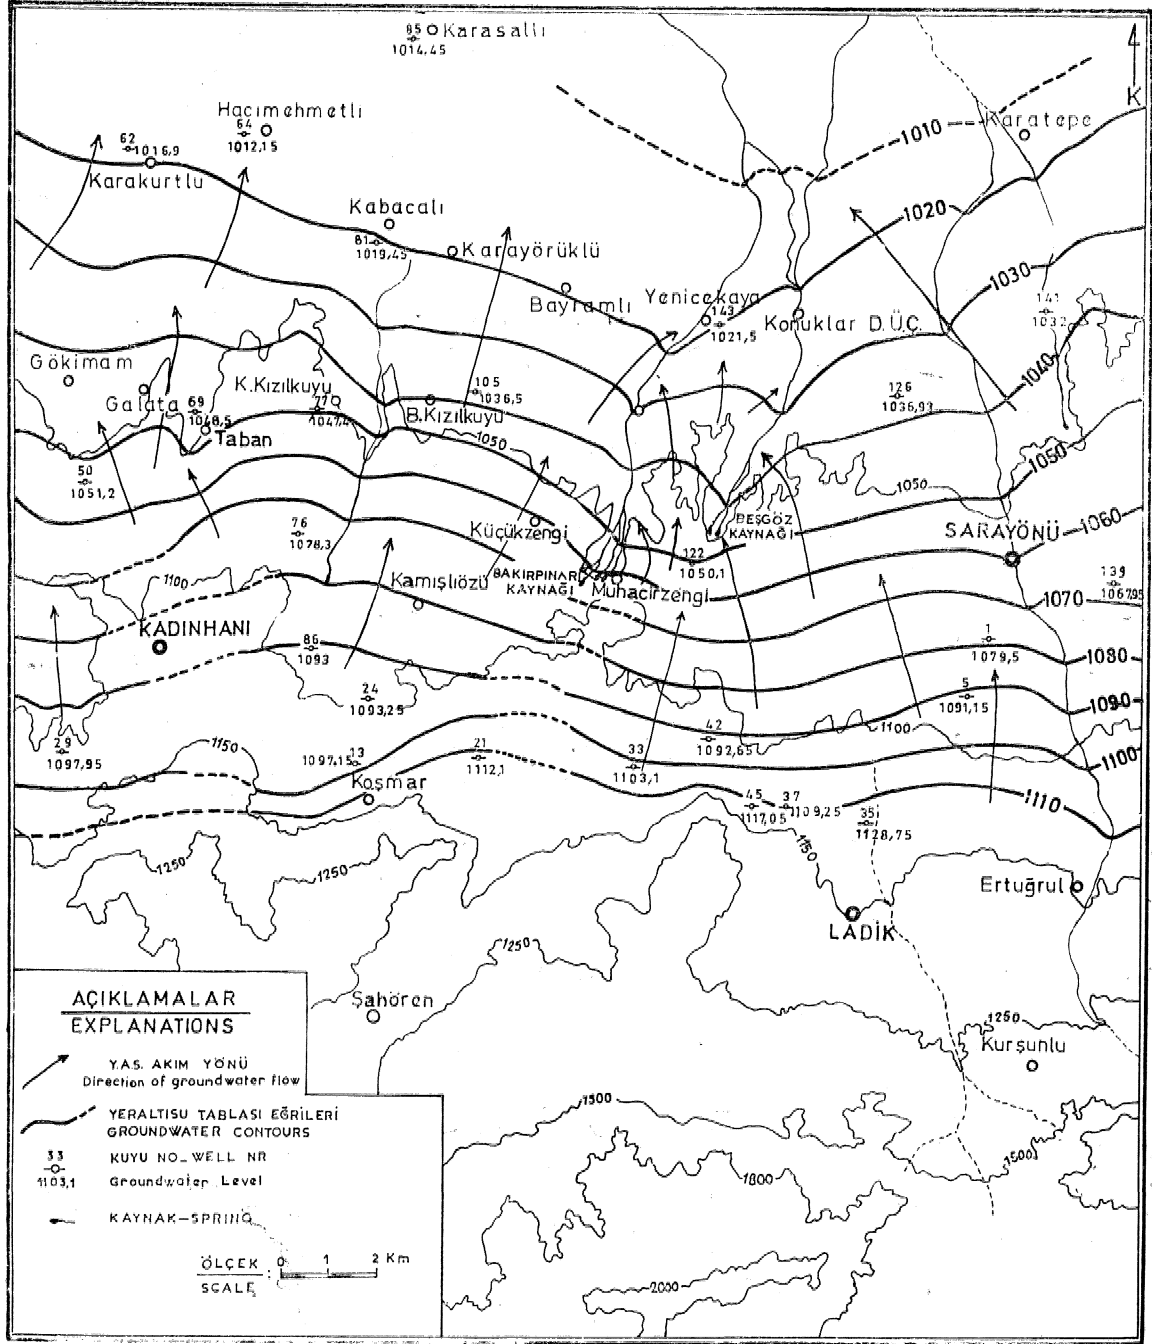 85
Karasallı
1014,45
K
Hacımehmetli
64
1012,15
62
1016,9
Karakurtlu
1010
Karatepe
Kabacalı
81
1019,45
Karayörüklü
1020
Bayramlı
Yenicekaya
143
1021,5
Konuklar D.ÜÇ.
1030
141
1032
Gökimam
Galata
69
1048,5
Taban
K.Kızılkuyu
77
1047,4
B.Kızılkuyu
105
1036,5
126
1036,93
1040
1050
50
1051,2
1050
1050
76
1078,3
Küçükzengi
BEŞGÖZ
KAYNAĞI
SARAYÖNÜ
1060
1100
Kamışlıözü
BAKIRPINAR
KAYNAĞI
Muhacirzengi
122
1050,1
139
1067,95
1070
KADINHANI
86
1093
1
1079,5
1080
24
1093,25
5
1091,15
1090
29
1097,95
1150
1097,15
13
21
1112,1
42
1092,65
1100
1100
33
1103,1
Koşmar
45
1117,05
37
1109,25
35
1128,75
1110
1150
1250
1250
Ertuğrul
LADİK
1250
Şahören
1250
Kurşunlu
1500
1500
1800
2000
AÇIKLAMALAR
EXPLANATIONS
Y.A.S. AKIM YÖNÜ
Direction of groundwater flow
YERALTISU TABLASI EĞRİLERİ
GROUNDWATER CONTOURS
33
1103,1
KUYU NO_WELL NR
Groundwater Level
KAYNAK-SPRING
ÖLÇEK
SCALE
:
0 1 2 Km